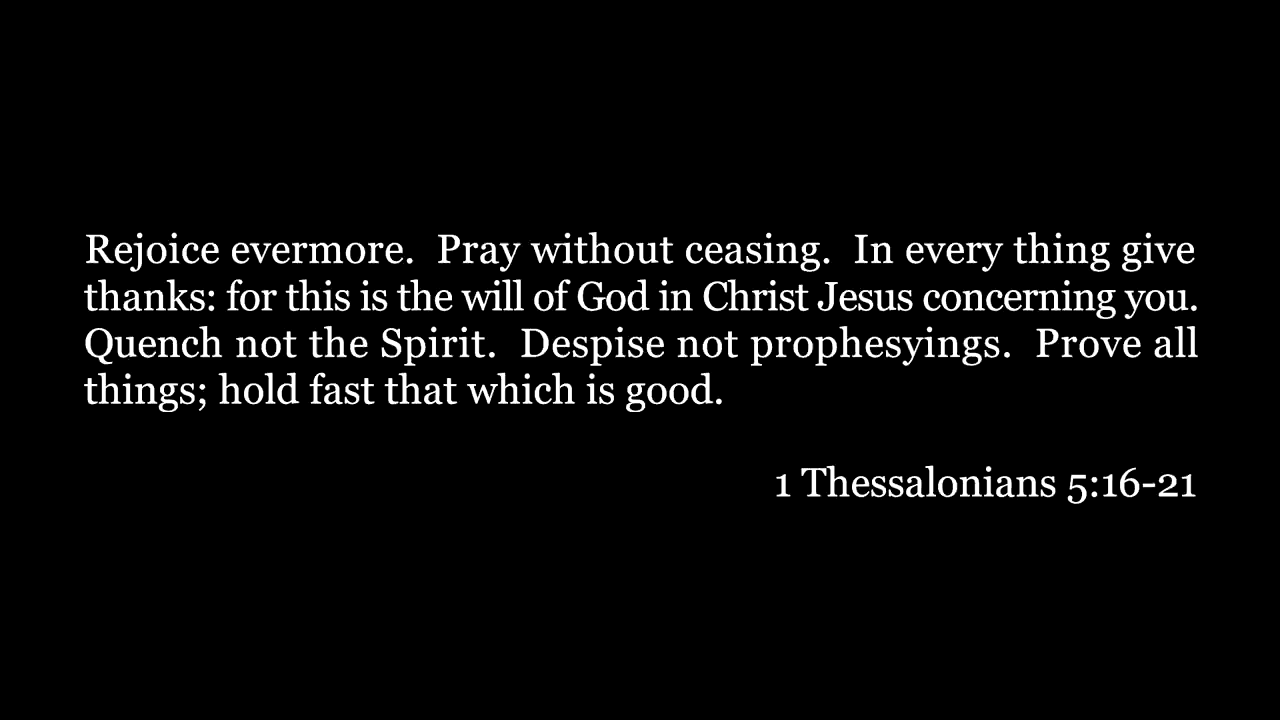 Rejoice evermore.  Pray without ceasing.  In every thing give
thanks: for this is the will of God in Christ Jesus concerning you.
Quench not the Spirit.  Despise not prophesyings.  Prove all
things; hold fast that which is good.
1 Thessalonians 5:16-21